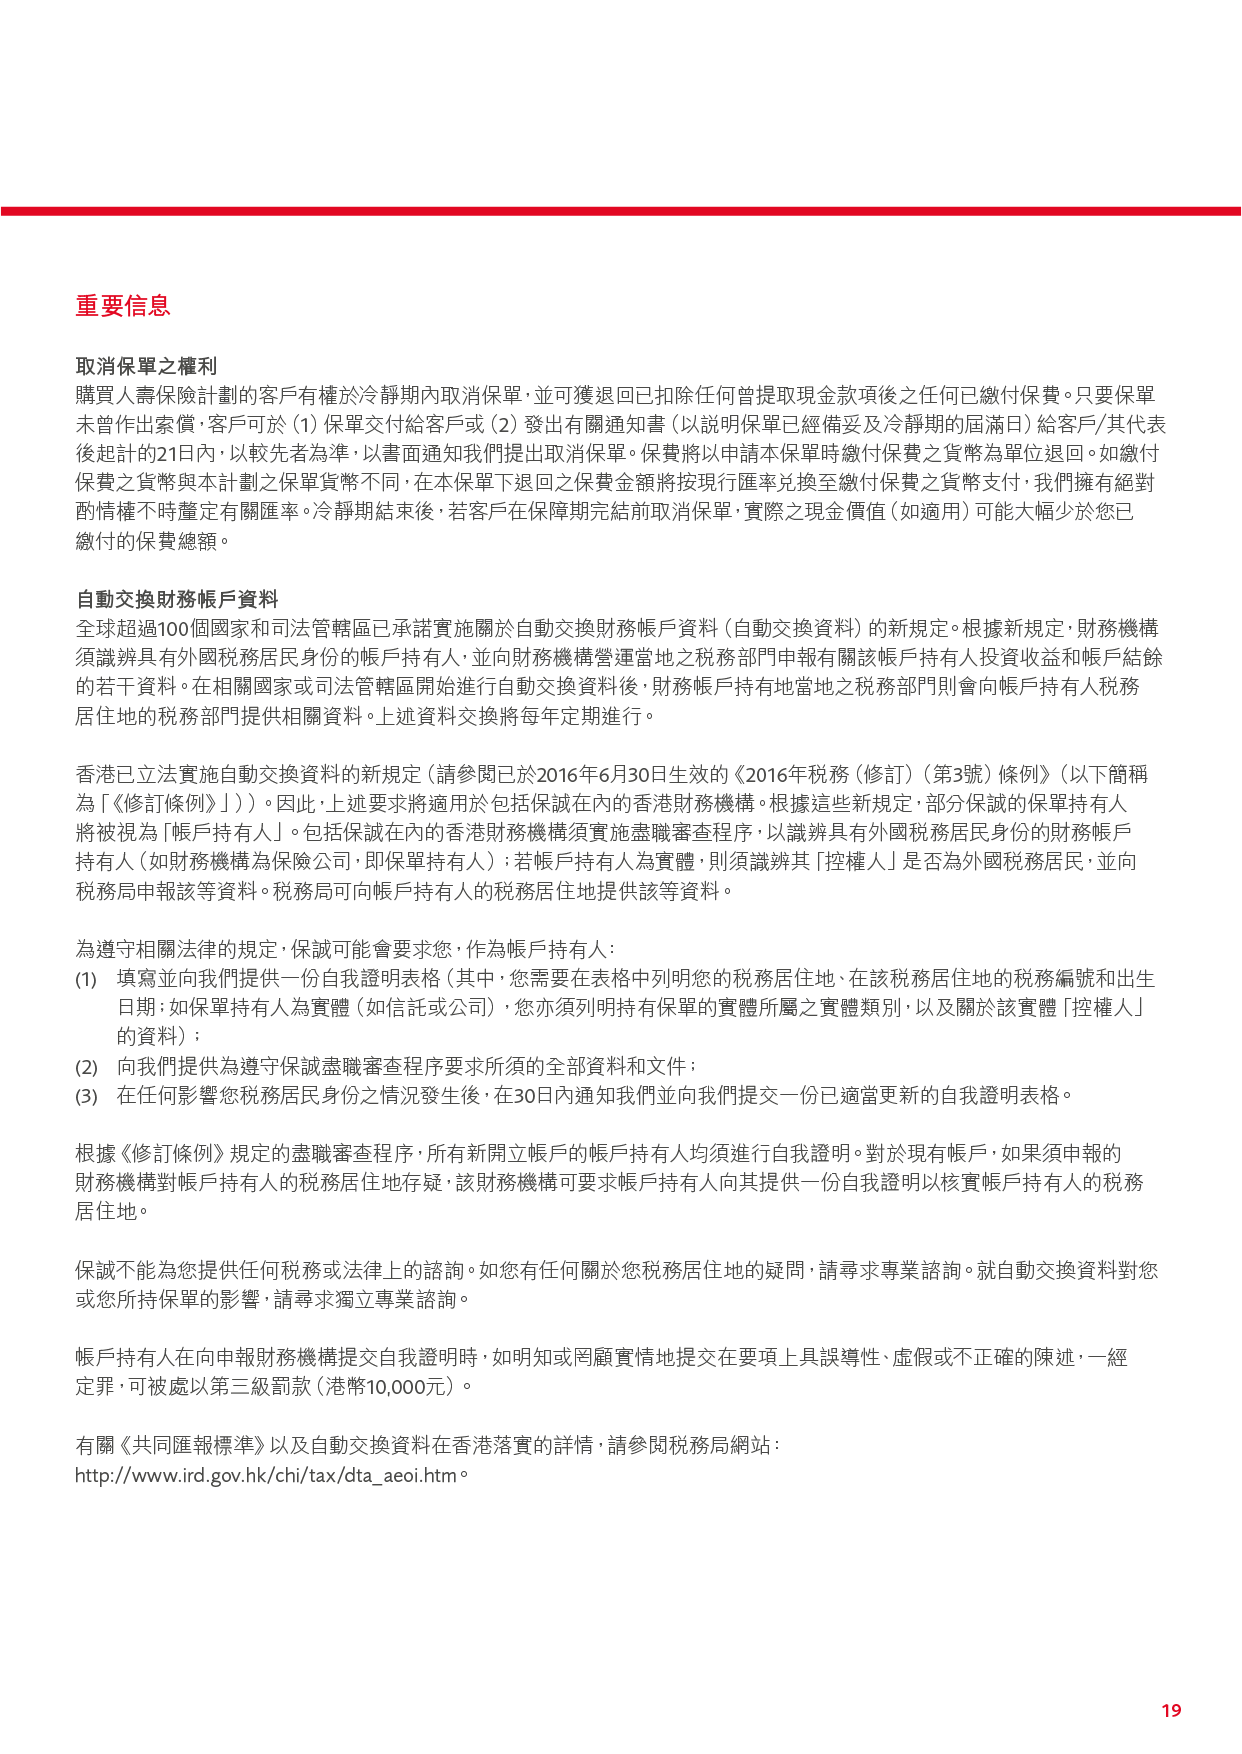 重要信息
取消保單之權利
購買人壽保險計劃的客戶有權於冷靜期內取消保單，並可獲退回已扣除任何曾提取現金款項後之任何已繳付保費。只要保單
未曾作出索償，客戶可於（1）保單交付給客戶或（2）發出有關通知書（以説明保單已經備妥及冷靜期的屆滿日）給客戶/其代表
後起計的21日內，以較先者為準，以書面通知我們提出取消保單。保費將以申請本保單時繳付保費之貨幣為單位退回。如繳付
保費之貨幣與本計劃之保單貨幣不同，在本保單下退回之保費金額將按現行匯率兑換至繳付保費之貨幣支付，我們擁有絕對
酌情權不時釐定有關匯率。冷靜期結束後，若客戶在保障期完結前取消保單，實際之現金價值（如適用）可能大幅少於您已
繳付的保費總額。
自動交換財務帳戶資料
全球超過100個國家和司法管轄區已承諾實施關於自動交換財務帳戶資料（自動交換資料）的新規定。根據新規定，財務機構
須識辨具有外國税務居民身份的帳戶持有人，並向財務機構營運當地之税務部門申報有關該帳戶持有人投資收益和帳戶結餘
的若干資料。在相關國家或司法管轄區開始進行自動交換資料後，財務帳戶持有地當地之税務部門則會向帳戶持有人税務
居住地的税務部門提供相關資料。上述資料交換將每年定期進行。
香港已立法實施自動交換資料的新規定（請參閲已於2016年6月30日生效的《2016年税務（修訂）（第3號）條例》（以下簡稱
為「《修訂條例》」））。因此，上述要求將適用於包括保誠在內的香港財務機構。根據這些新規定，部分保誠的保單持有人
將被視為「帳戶持有人」。包括保誠在內的香港財務機構須實施盡職審查程序，以識辨具有外國税務居民身份的財務帳戶
持有人（如財務機構為保險公司，即保單持有人）；若帳戶持有人為實體，則須識辨其「控權人」是否為外國税務居民，並向
税務局申報該等資料。税務局可向帳戶持有人的税務居住地提供該等資料。
為遵守相關法律的規定，保誠可能會要求您，作為帳戶持有人：
(1) 填寫並向我們提供一份自我證明表格（其中，您需要在表格中列明您的税務居住地、在該税務居住地的税務編號和出生
日期；如保單持有人為實體（如信託或公司），您亦須列明持有保單的實體所屬之實體類別，以及關於該實體「控權人」
的資料）；
(2) 向我們提供為遵守保誠盡職審查程序要求所須的全部資料和文件；
(3) 在任何影響您税務居民身份之情況發生後，在30日內通知我們並向我們提交一份已適當更新的自我證明表格。
根據《修訂條例》規定的盡職審查程序，所有新開立帳戶的帳戶持有人均須進行自我證明。對於現有帳戶，如果須申報的
財務機構對帳戶持有人的税務居住地存疑，該財務機構可要求帳戶持有人向其提供一份自我證明以核實帳戶持有人的税務
居住地。
保誠不能為您提供任何税務或法律上的諮詢。如您有任何關於您税務居住地的疑問，請尋求專業諮詢。就自動交換資料對您
或您所持保單的影響，請尋求獨立專業諮詢。
帳戶持有人在向申報財務機構提交自我證明時，如明知或罔顧實情地提交在要項上具誤導性、虛假或不正確的陳述，一經
定罪，可被處以第三級罰款（港幣10,000元）。
有關《共同匯報標準》以及自動交換資料在香港落實的詳情，請參閲税務局網站：
http://www.ird.gov.hk/chi/tax/dta_aeoi.htm。
19